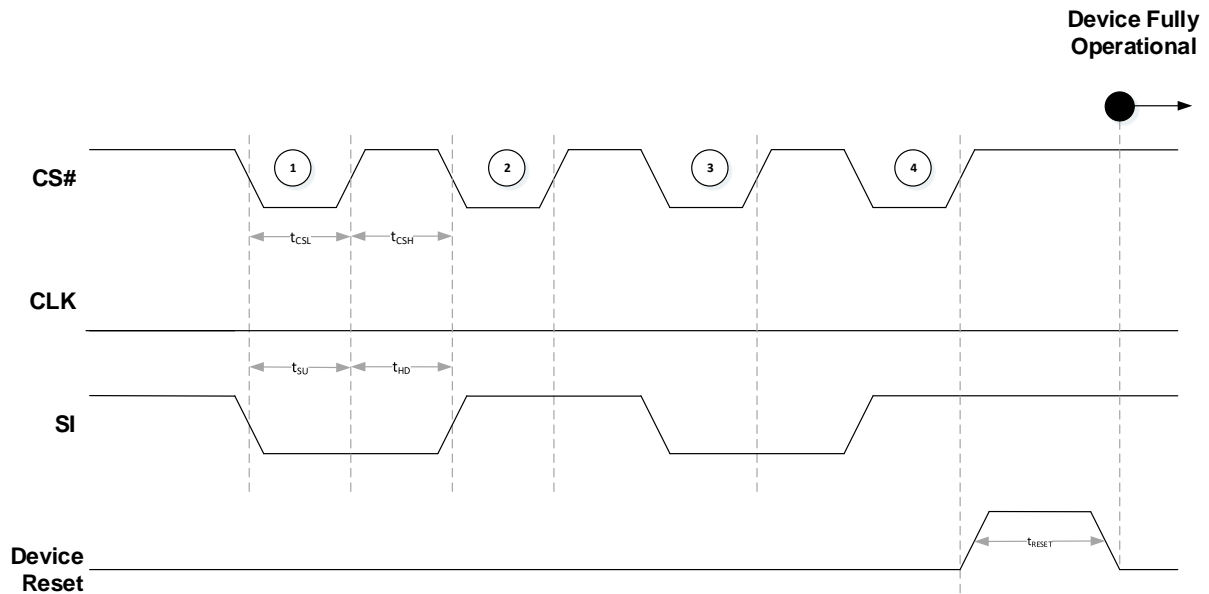 Device Fully
Operational
CS#
1
2
3
4
tCSL
tCSH
CLK
tSU
tHD
SI
Device
Reset
tRESET